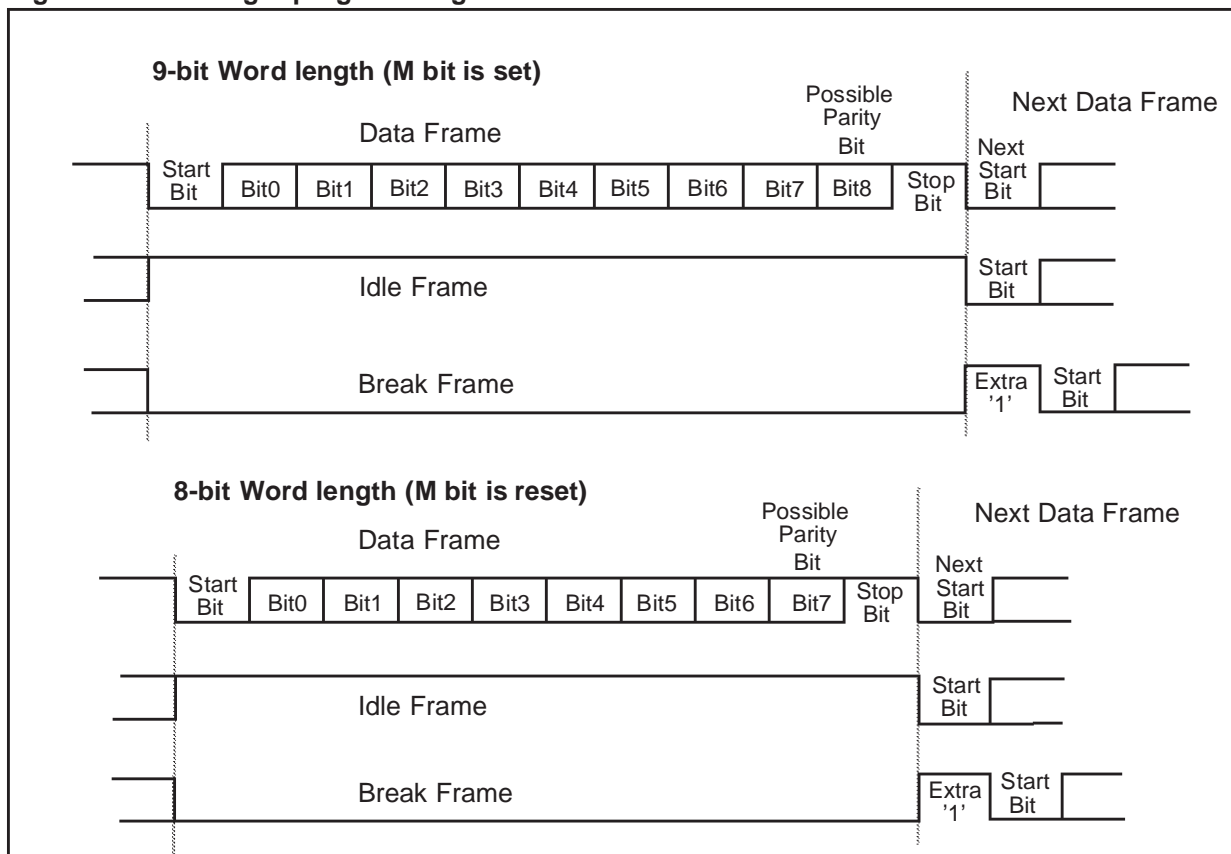 9-bit Word length (M bit is set)
Possible
Parity
Bit
Next Data Frame
Data Frame
Start
Bit
Bit0
Bit1
Bit2
Bit3
Bit4
Bit5
Bit6
Bit7
Bit8
Stop
Bit
Next
Start
Bit
Idle Frame
Start
Bit
Break Frame
Extra
’1’
Start
Bit
8-bit Word length (M bit is reset)
Possible
Parity
Bit
Next Data Frame
Data Frame
Start
Bit
Bit0
Bit1
Bit2
Bit3
Bit4
Bit5
Bit6
Bit7
Stop
Bit
Next
Start
Bit
Idle Frame
Start
Bit
Break Frame
Extra
’1’
Start
Bit